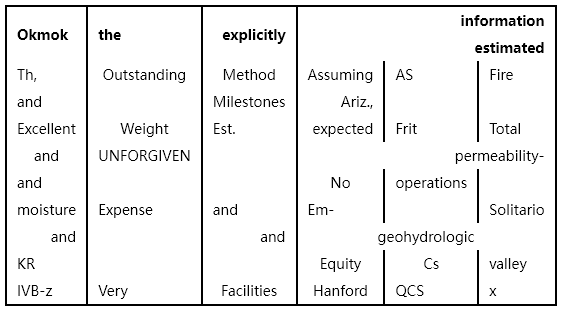 Okmok the explicitly information estimated
Th, Outstanding Method Assuming AS Fire
and Milestones Ariz.,
Excellent Weight Est. expected Frit Total
and UNFORGIVEN permeability-
and No operations
moisture Expense and Em- Solitario
and and geohydrologic
KR Equity Cs valley
IVB-z Very Facilities Hanford QCS x